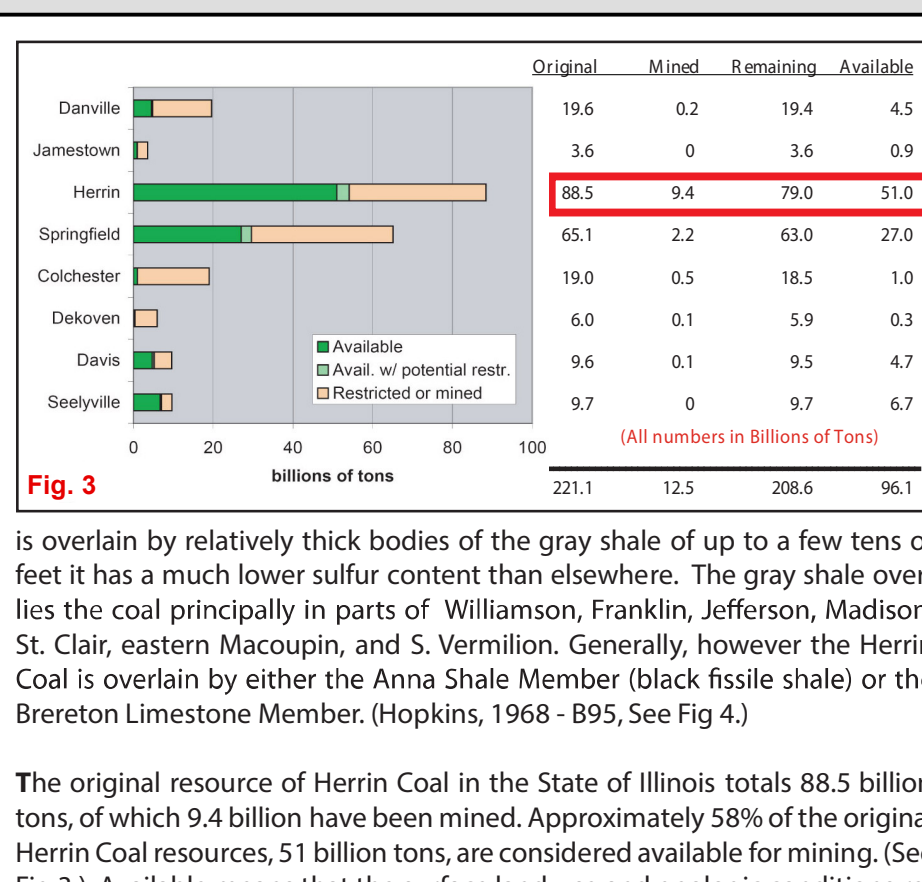 Original Mined Remaining Available
Danville 19.6 0.2 19.4 4.5
Jamestown 3.6 0 3.6 0.9
Herrin 88.5 9.4 79.0 51.0
Springfield 65.1 2.2 63.0 27.0
Colchester 19.0 0.5 18.5 1.0
Dekoven 6.0 0.1 5.9 0.3
Davis 9.6 0.1 9.5 4.7
Seelyville 9.7 0 9.7 6.7
Available
Avail. w/ potential restr.
Restricted or mined
(All numbers in Billions of Tons)
0 20 40 60 80 100
billions of tons
Fig. 3
221.1 12.5 208.6 96.1
is overlain by relatively thick bodies of the gray shale of up to a few tens
feet it has a much lower sulfur content than elsewhere. The gray shale over
lies the coal principally in parts of Williamson, Franklin, Jefferson, Madison
St. Clair, eastern Macoupin, and S. Vermilion. Generally, however the Herrin
Coal is overlain by either the Anna Shale Member (black fissile shale) or the
Brereton Limestone Member. (Hopkins, 1968 - B95, See Fig 4.)
The original resource of Herrin Coal in the State of Illinois totals 88.5 billion
tons, of which 9.4 billion have been mined. Approximately 58% of the origina
Herrin Coal resources, 51 billion tons, are considered available for mining. (See